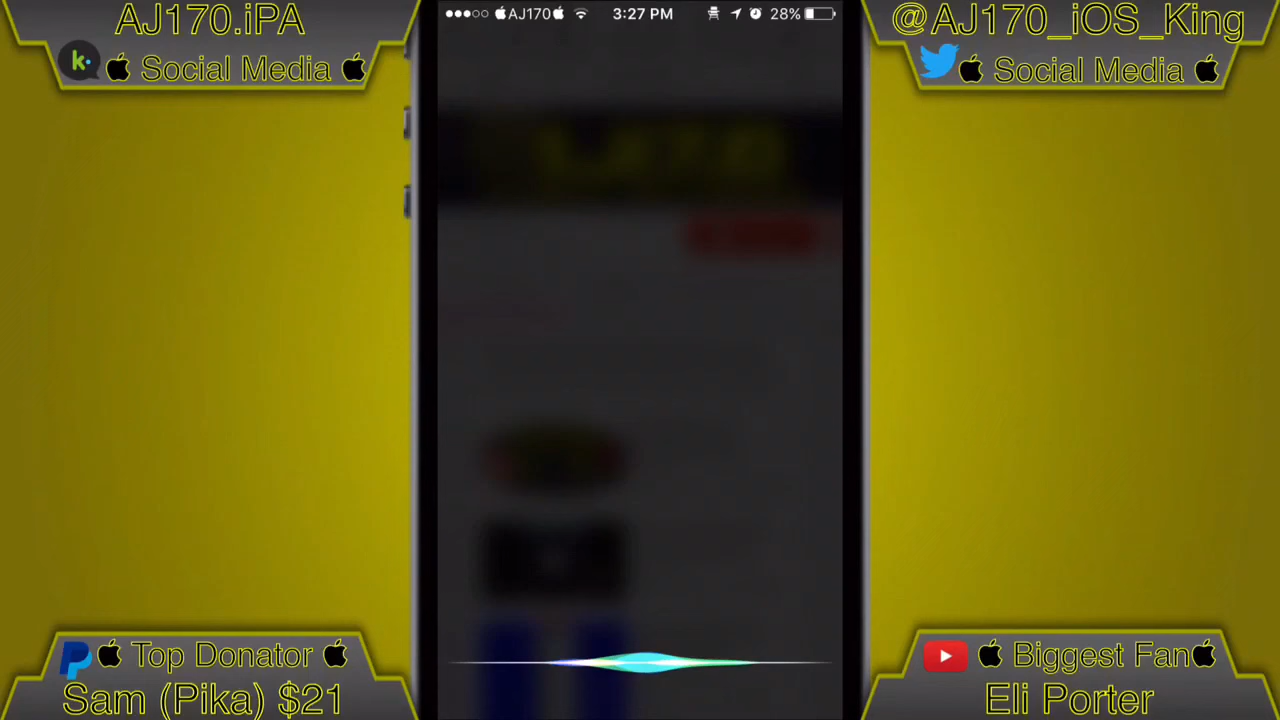 AJ170.iPA
Social Media
AJ170
3:27 PM
28%
@AJ170_iOS_King
Social Media
Top Donator
Sam (Pika) $21
Biggest Fan
Eli Porter